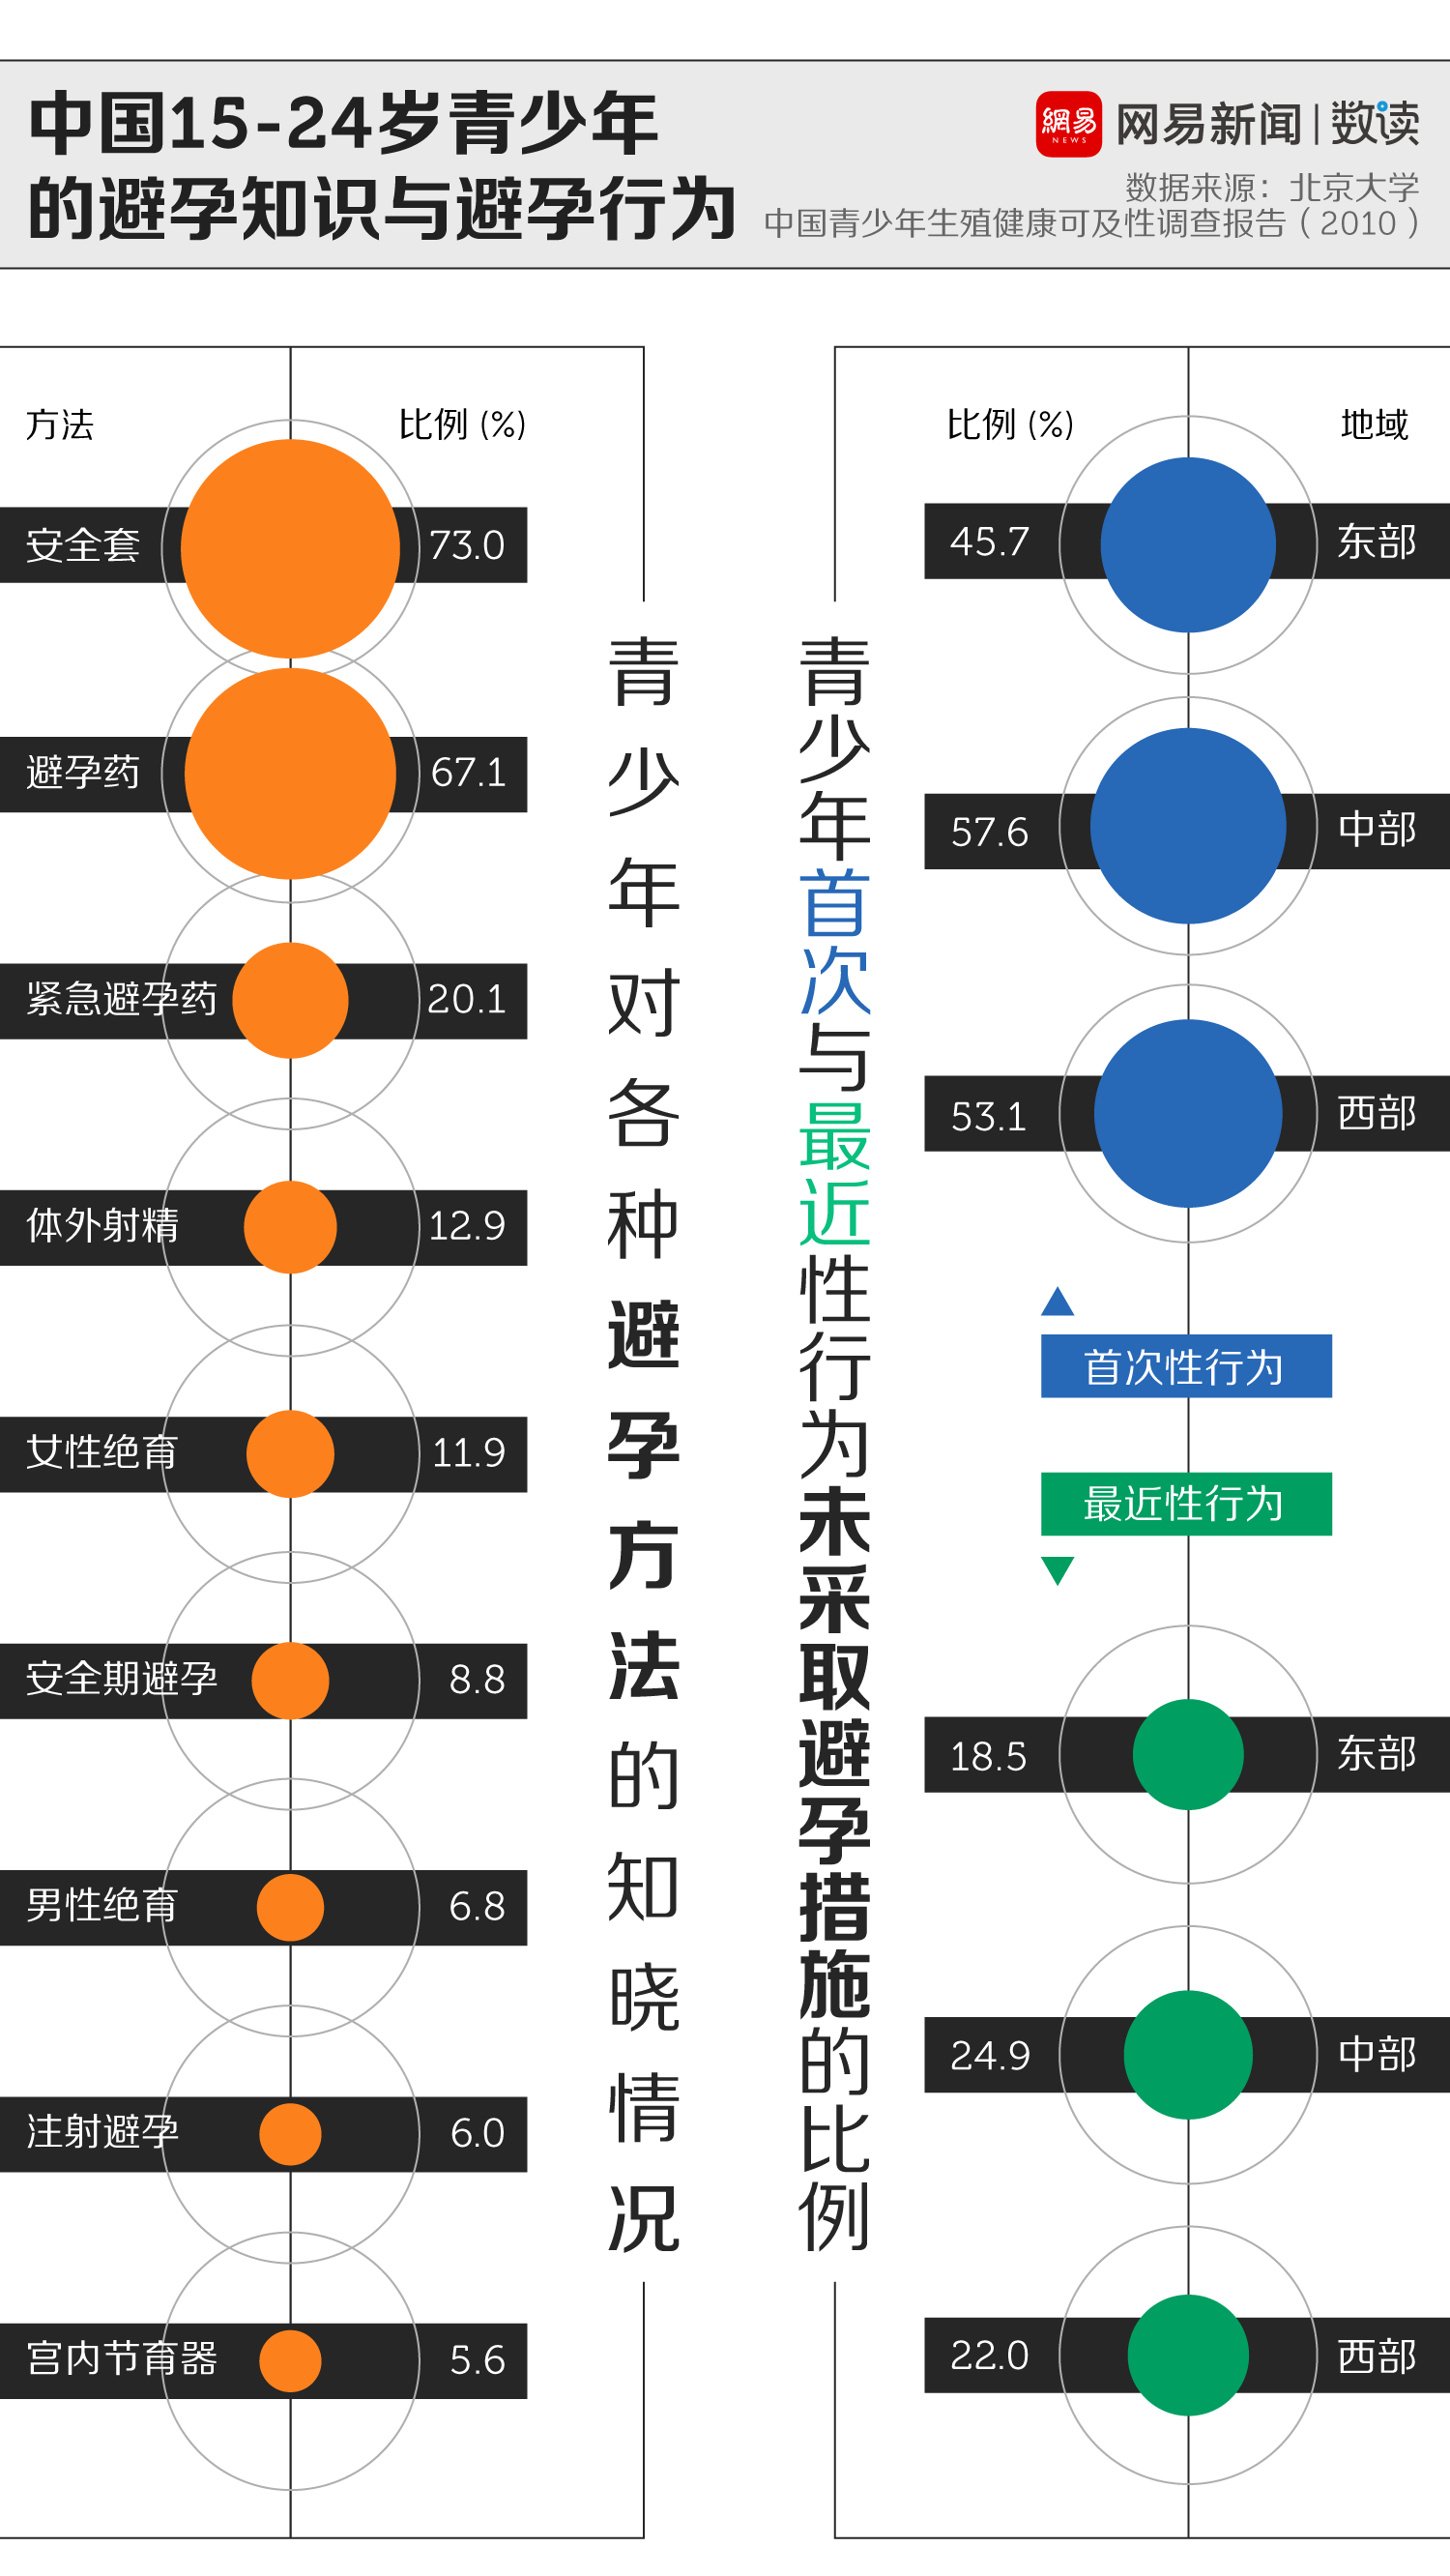 中国15-24岁青少年
的避孕知识与避孕行为
網易
NEWS
网易新闻|数读
数据来源：北京大学
中国青少年生殖健康可及性调查报告（2010）
方法
比例 (%)
安全套
73.0
避孕药
67.1
紧急避孕药
20.1
体外射精
12.9
女性绝育
11.9
安全期避孕
8.8
男性绝育
6.8
注射避孕
6.0
宫内节育器
5.6
青少年对各种避孕方法的知晓情况
青少年首次与最近性行为未采取避孕措施的比例
比例 (%)
地域
45.7
东部
57.6
中部
53.1
西部
首次性行为
最近性行为
18.5
东部
24.9
中部
22.0
西部